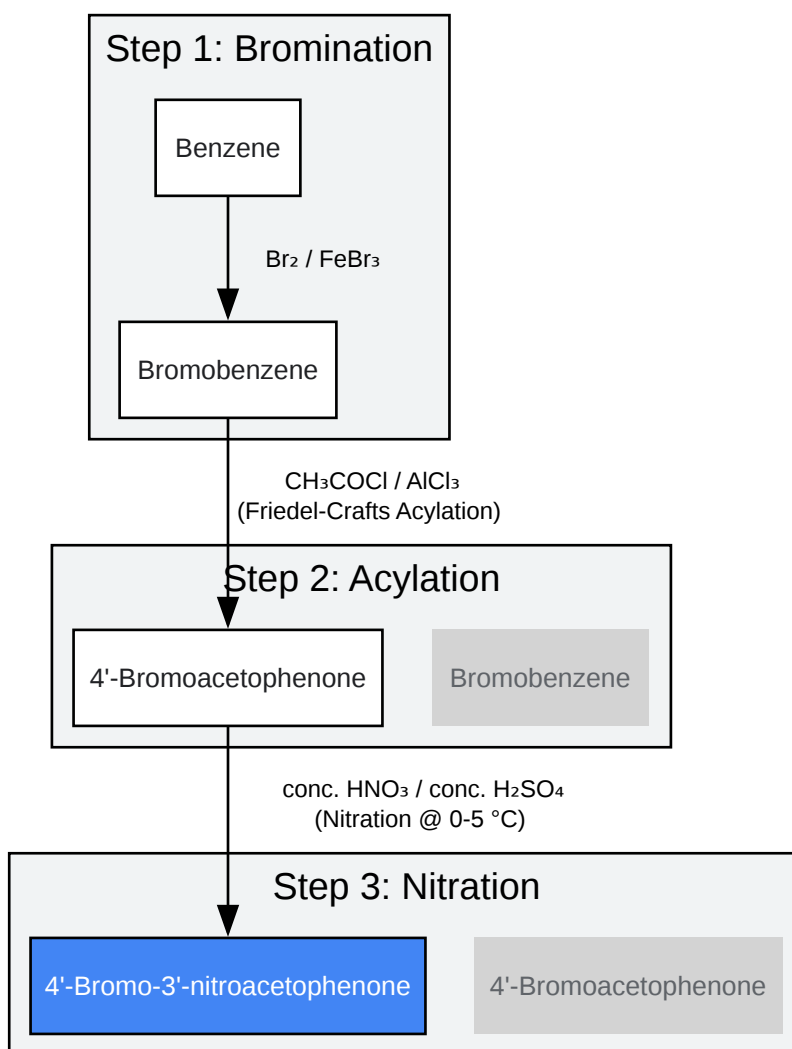 Step 1: Bromination
Benzene
Br₂ / FeBr₃
Bromobenzene
CH₃COCl / AlCl₃
(Friedel-Crafts Acylation)
Step 2: Acylation
4'-Bromoacetophenone
Bromobenzene
conc. HNO₃ / conc. H₂SO₄
(Nitration @ 0-5 °C)
Step 3: Nitration
4'-Bromo-3'-nitroacetophenone
4'-Bromoacetophenone